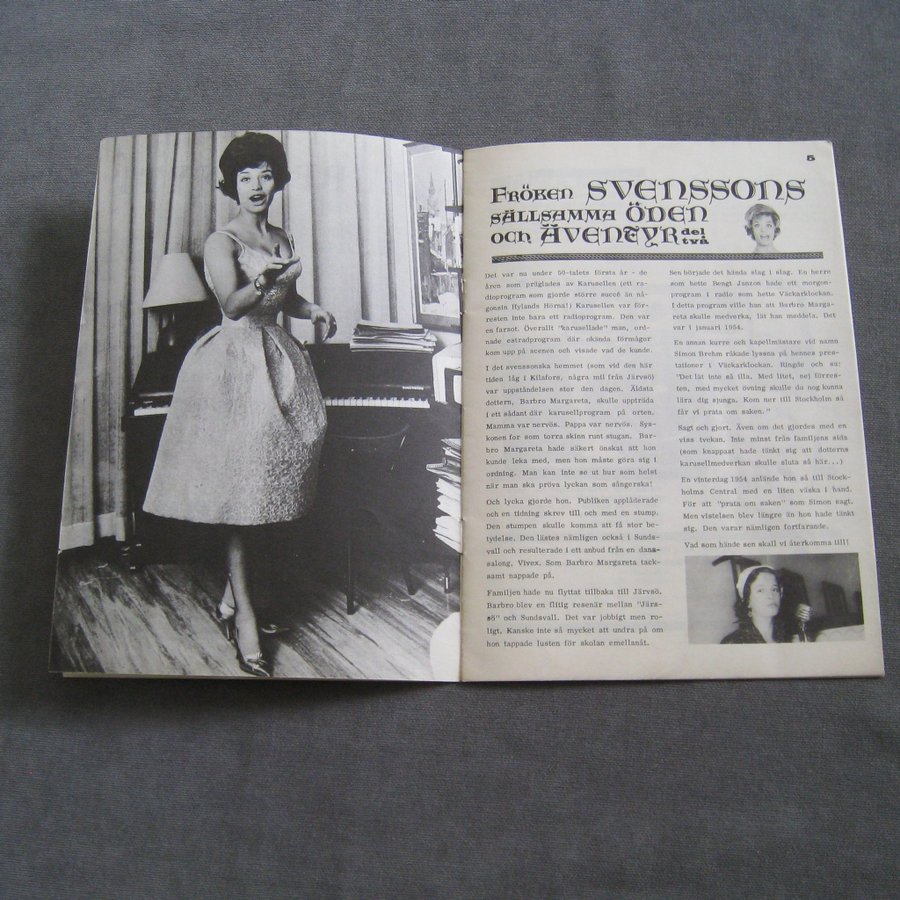 5
FRÖKEN SVENSSONS
SÄLLSAMMA ÖDEN
OCH ÄVENTYR del två
Det var nu under 50-talets första år - de
åren som präglades av Karusellen (ett ra-
dioprogram som gjorde större succé än nå-
gonsin Hylands Hörna!) Karusellen var för-
resten inte bara ett radioprogram. Den var
en farsot. Överallt "karusellade" man, ord-
nade estradprogram där okända förmågor
kom upp på scenen och visade vad de kunde.
I det svenssonska hemmet (som vid den här
tiden låg i Kilafors, några mil från Järvsö)
var uppståndelsen stor den dagen. Äldsta
dottern, Barbro Margareta, skulle uppträda
i ett sådant där karusellprogram på orten.
Mamma var nervös. Pappa var nervös. Sys-
konen for som torra skinn runt stugan. Bar-
bro Margareta hade säkert önskat att hon
kunde leka med, men hon måste göra sig i
ordning. Man kan inte se ut hur som helst
när man ska pröva lyckan som sångerska!
Och lycka gjorde hon. Publiken applåderade
och en tidning skrev till och med en stump.
Den stumpen skulle komma att få stor be-
tydelse. Den lästes nämligen också i Sunds-
vall och resulterade i ett anbud från en dans-
salong, Vivex. Som Barbro Margareta tack-
samt nappade på.
Familjen hade nu flyttat tillbaka till Järvsö.
Barbro blev en flitig resenär mellan "Järs-
sö" och Sundsvall. Det var jobbigt men ro-
ligt. Kanske inte så mycket att undra på om
hon tappade lusten för skolan emellanåt.
Sen började det hända slag i slag. En herre
som hette Bengt Janzon hade ett morgon-
program i radio som hette Väckarklockan.
I detta program ville han att Barbro Marga-
reta skulle medverka, lät han meddela. Det
var 1 januari 1954.
En annan kurre och kapellmästare vid namn
Simon Brehm råkade lyssna på hennes pres-
tationer i Väckarklockan. Ringde och sa:
"Det lät inte så illa. Med litet, nej förres-
ten, med mycket övning skulle du nog kunna
lära dig sjunga. Kom ner till Stockholm så
får vi prata om saken."
Sagt och gjort. Även om det gjordes med en
viss tvekan. Inte minst från familjens sida
(som knappast hade tänkt sig att dotterns
karusellmedverkan skulle sluta så här...)
En vinterdag 1954 anlände hon så till Stock-
holms Central med en liten väska i hand.
För att "prata om saken" som Simon sagt.
Men vistelsen blev längre än hon hade tänkt
sig. Den varar nämligen fortfarande.
Vad som hände sen skall vi återkomma till!